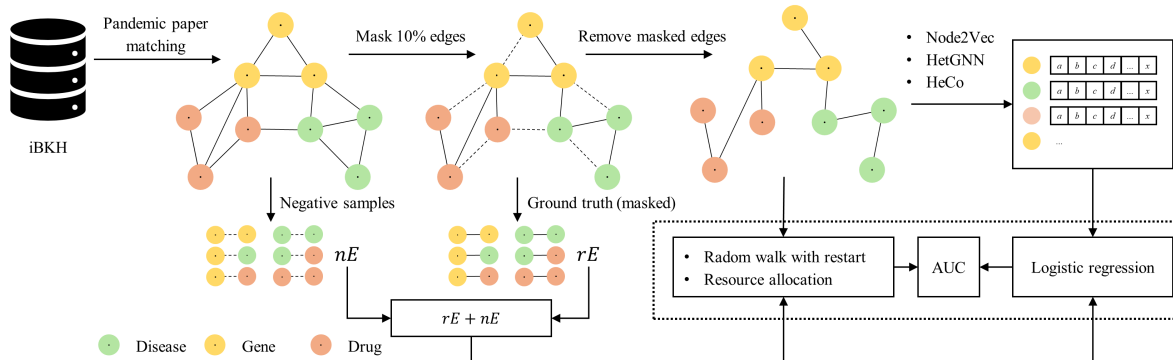 Pandemic paper
matching
Mask 10% edges
Remove masked edges
• Node2Vec
• HetGNN
• HeCo
a b c d ... x
a b c d ... x
a b c d ... x
...
iBKH
Negative samples
Ground truth (masked)
nE
rE
• Radom walk with restart
• Resource allocation
AUC
Logistic regression
rE + nE
Disease
Gene
Drug